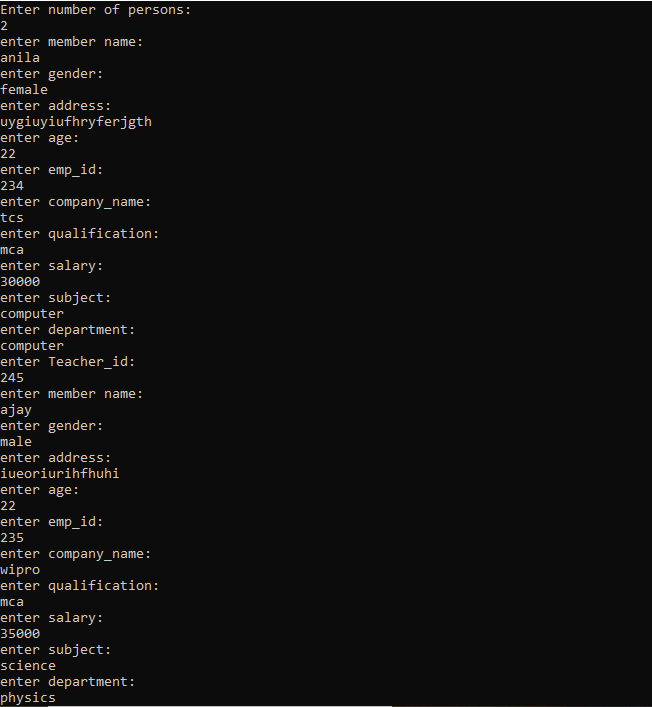 Enter number of persons:
2
enter member name:
anila
enter gender:
female
enter address:
uygiuyiufhryferjgth
enter age:
22
enter emp_id:
234
enter company_name:
tcs
enter qualification:
mca
enter salary:
30000
enter subject:
computer
enter department:
computer
enter Teacher_id:
245
enter member name:
ajay
enter gender:
male
enter address:
iueoriurihfhuhi
enter age:
22
enter emp_id:
235
enter company_name:
wipro
enter qualification:
mca
enter salary:
35000
enter subject:
science
enter department:
physics